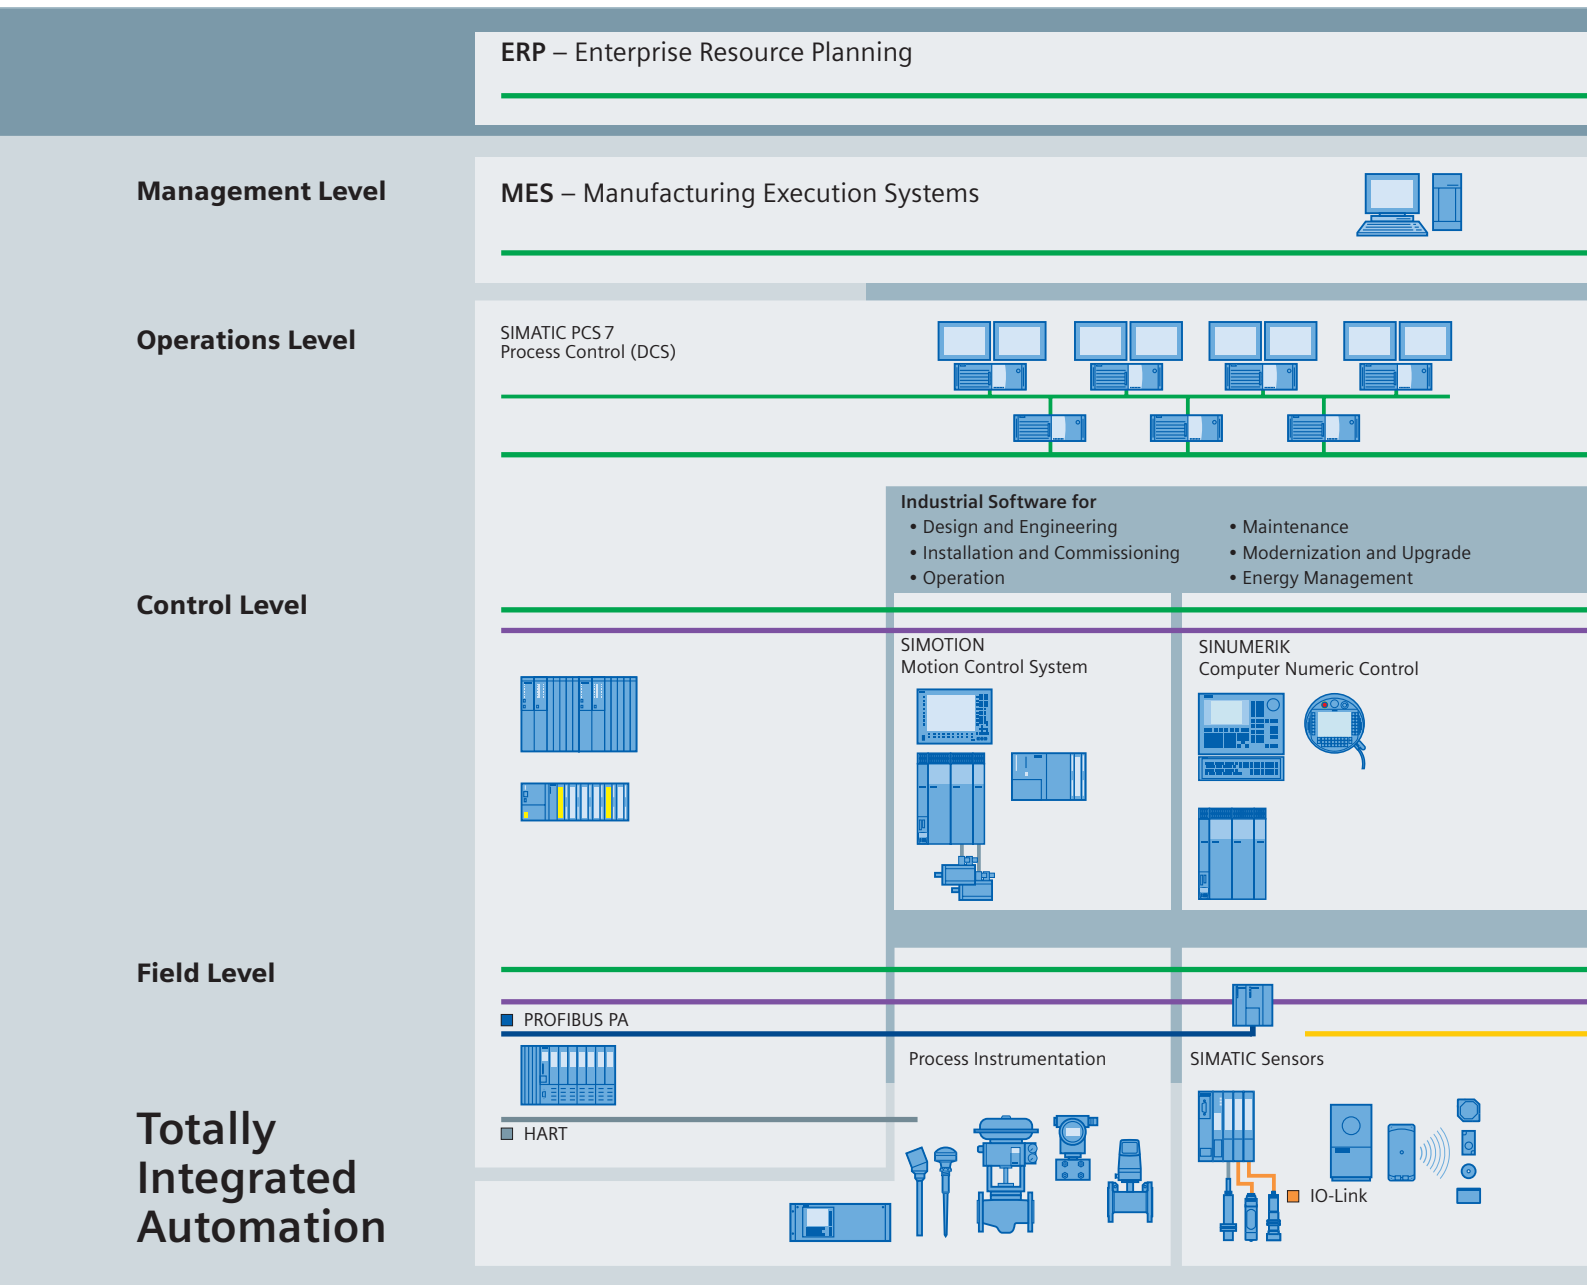 ERP – Enterprise Resource Planning
Management Level
MES – Manufacturing Execution Systems
Operations Level
SIMATIC PCS 7
Process Control (DCS)
Industrial Software for
• Design and Engineering
• Installation and Commissioning
• Operation
• Maintenance
• Modernization and Upgrade
• Energy Management
Control Level
SIMOTION
Motion Control System
SINUMERIK
Computer Numeric Control
Field Level
PROFIBUS PA
Process Instrumentation
SIMATIC Sensors
HART
IO-Link
Totally
Integrated
Automation